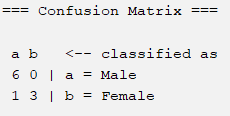 === Confusion Matrix ===
a b <-- classified as
6 0 | a = Male
1 3 | b = Female